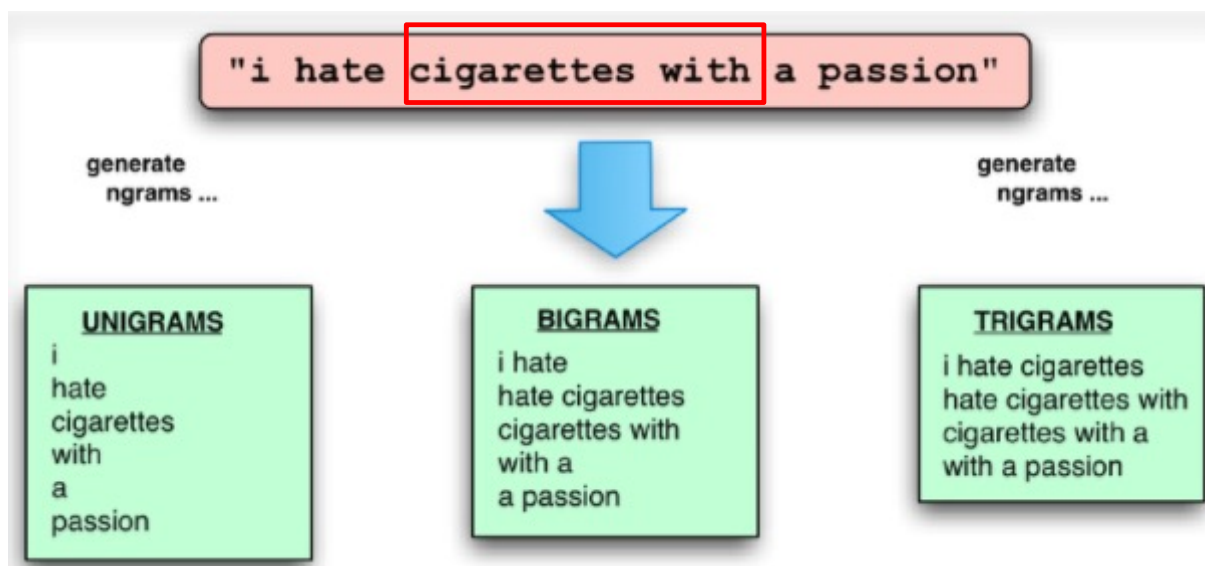 "i hate cigarettes with a passion"
generate
ngrams ...
generate
ngrams ...
UNIGRAMS
i
hate
cigarettes
with
a
passion
BIGRAMS
i hate
hate cigarettes
cigarettes with
with a
a passion
TRIGRAMS
i hate cigarettes
hate cigarettes with
cigarettes with a
with a passion